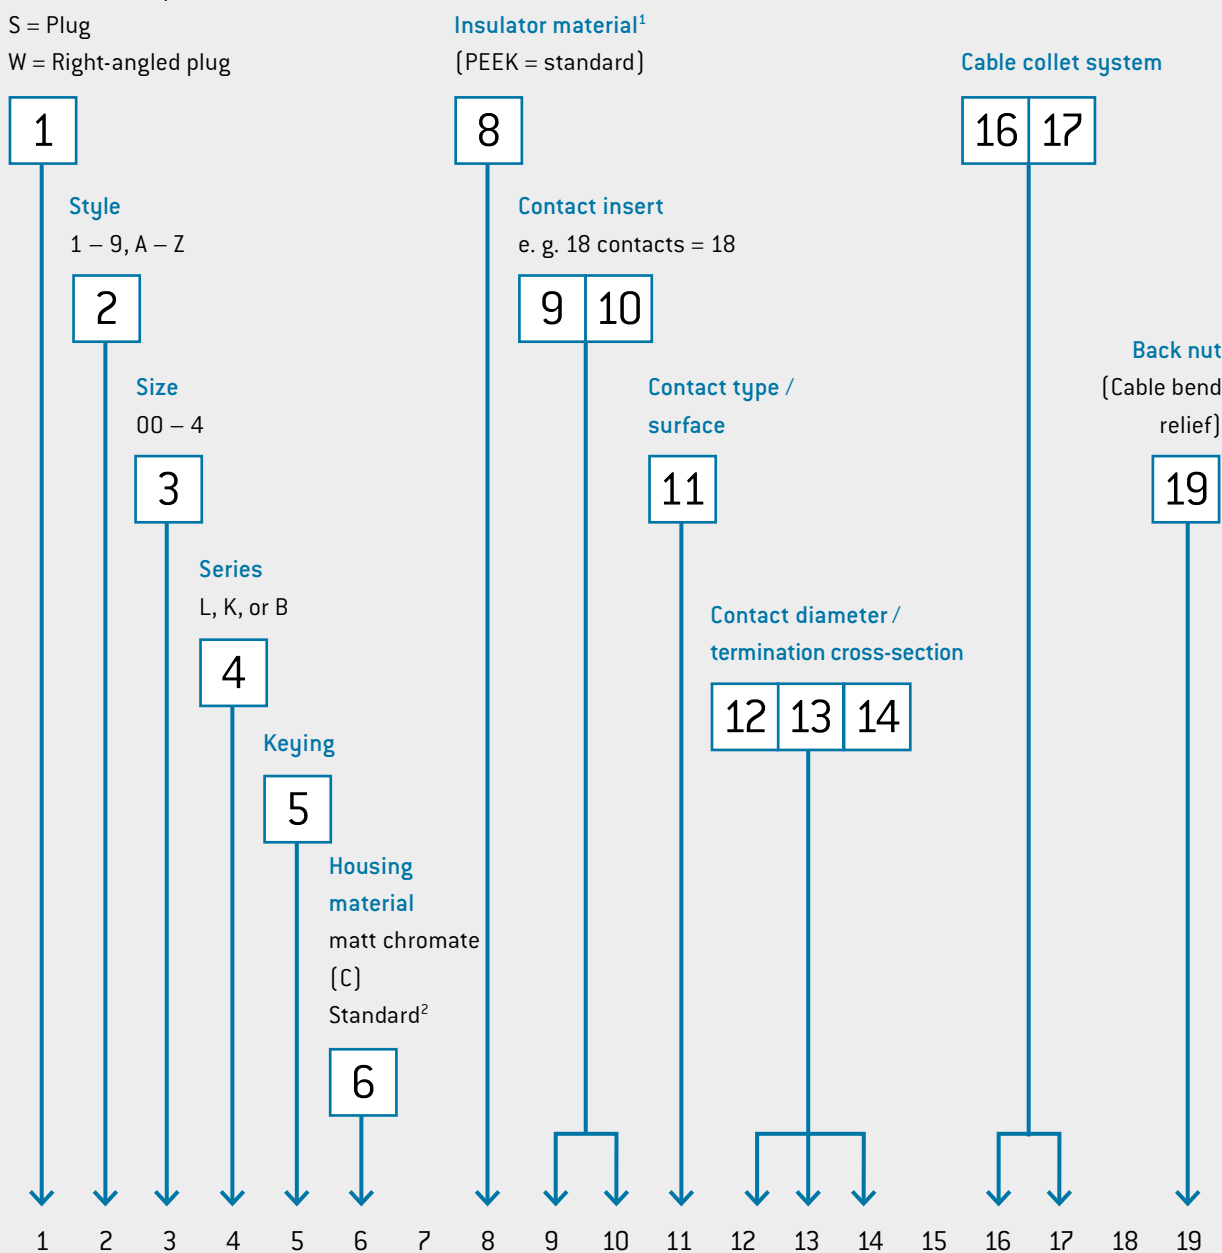 S = Plug
W = Right-angled plug
1
Style
1 – 9, A – Z
2
Size
00 – 4
3
Series
L, K, or B
4
Keying
5
Housing
material
matt chromate
(C)
Standard²
6
Insulator material¹
(PEEK = standard)
8
Contact insert
e. g. 18 contacts = 18
9 10
Contact type /
surface
11
Contact diameter /
termination cross-section
12 13 14
Cable collet system
16 17
Back nut
(Cable bend
relief)
19
1 2 3 4 5 6 7 8 9 10 11 12 13 14 15 16 17 18 19